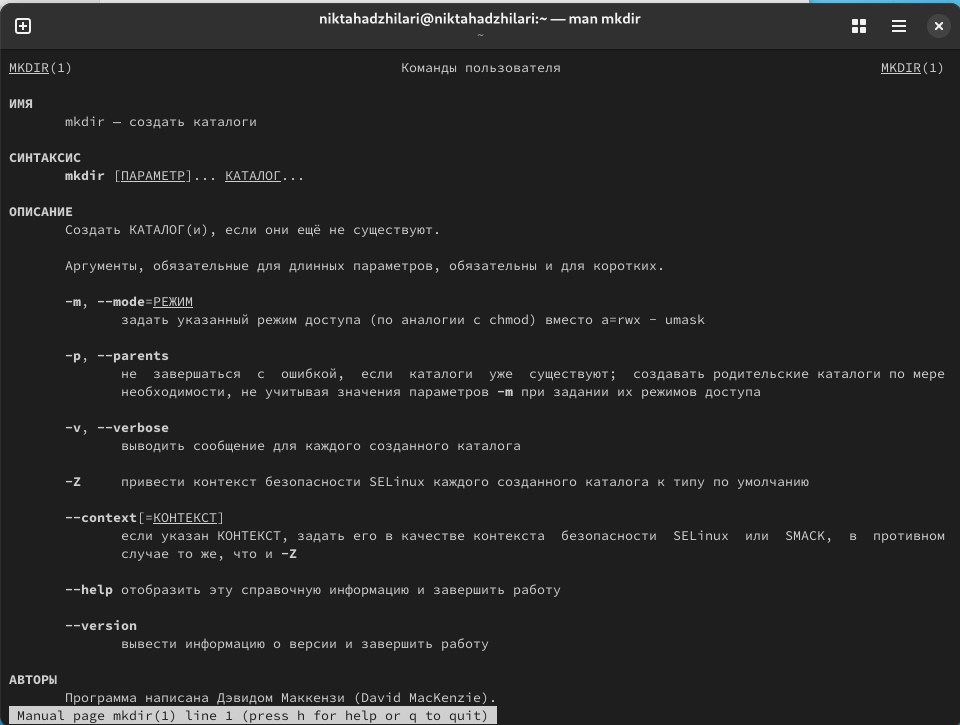 niktahadzhilari@niktahadzhilari:~ — man mkdir
~
MKDIR(1) Команды пользователя MKDIR(1)
ИМЯ
mkdir — создать каталоги
СИНТАКСИС
mkdir [ПАРАМЕТР]... КАТАЛОГ...
ОПИСАНИЕ
Создать КАТАЛОГ(и), если они ещё не существуют.
Аргументы, обязательные для длинных параметров, обязательны и для коротких.
-m, --mode=РЕЖИМ
задать указанный режим доступа (по аналогии с chmod) вместо a=rwx - umask
-p, --parents
не завершаться с ошибкой, если каталоги уже существуют; создавать родительские каталоги по мере
необходимости, не учитывая значения параметров -m при задании их режимов доступа
-v, --verbose
выводить сообщение для каждого созданного каталога
-Z привести контекст безопасности SELinux каждого созданного каталога к типу по умолчанию
--context[=КОНТЕКСТ]
если указан КОНТЕКСТ, задать его в качестве контекста безопасности SELinux или SMACK, в противном
случае то же, что и -Z
--help отобразить эту справочную информацию и завершить работу
--version
вывести информацию о версии и завершить работу
АВТОРЫ
Программа написана Дэвидом Маккензи (David MacKenzie).
Manual page mkdir(1) line 1 (press h for help or q to quit)